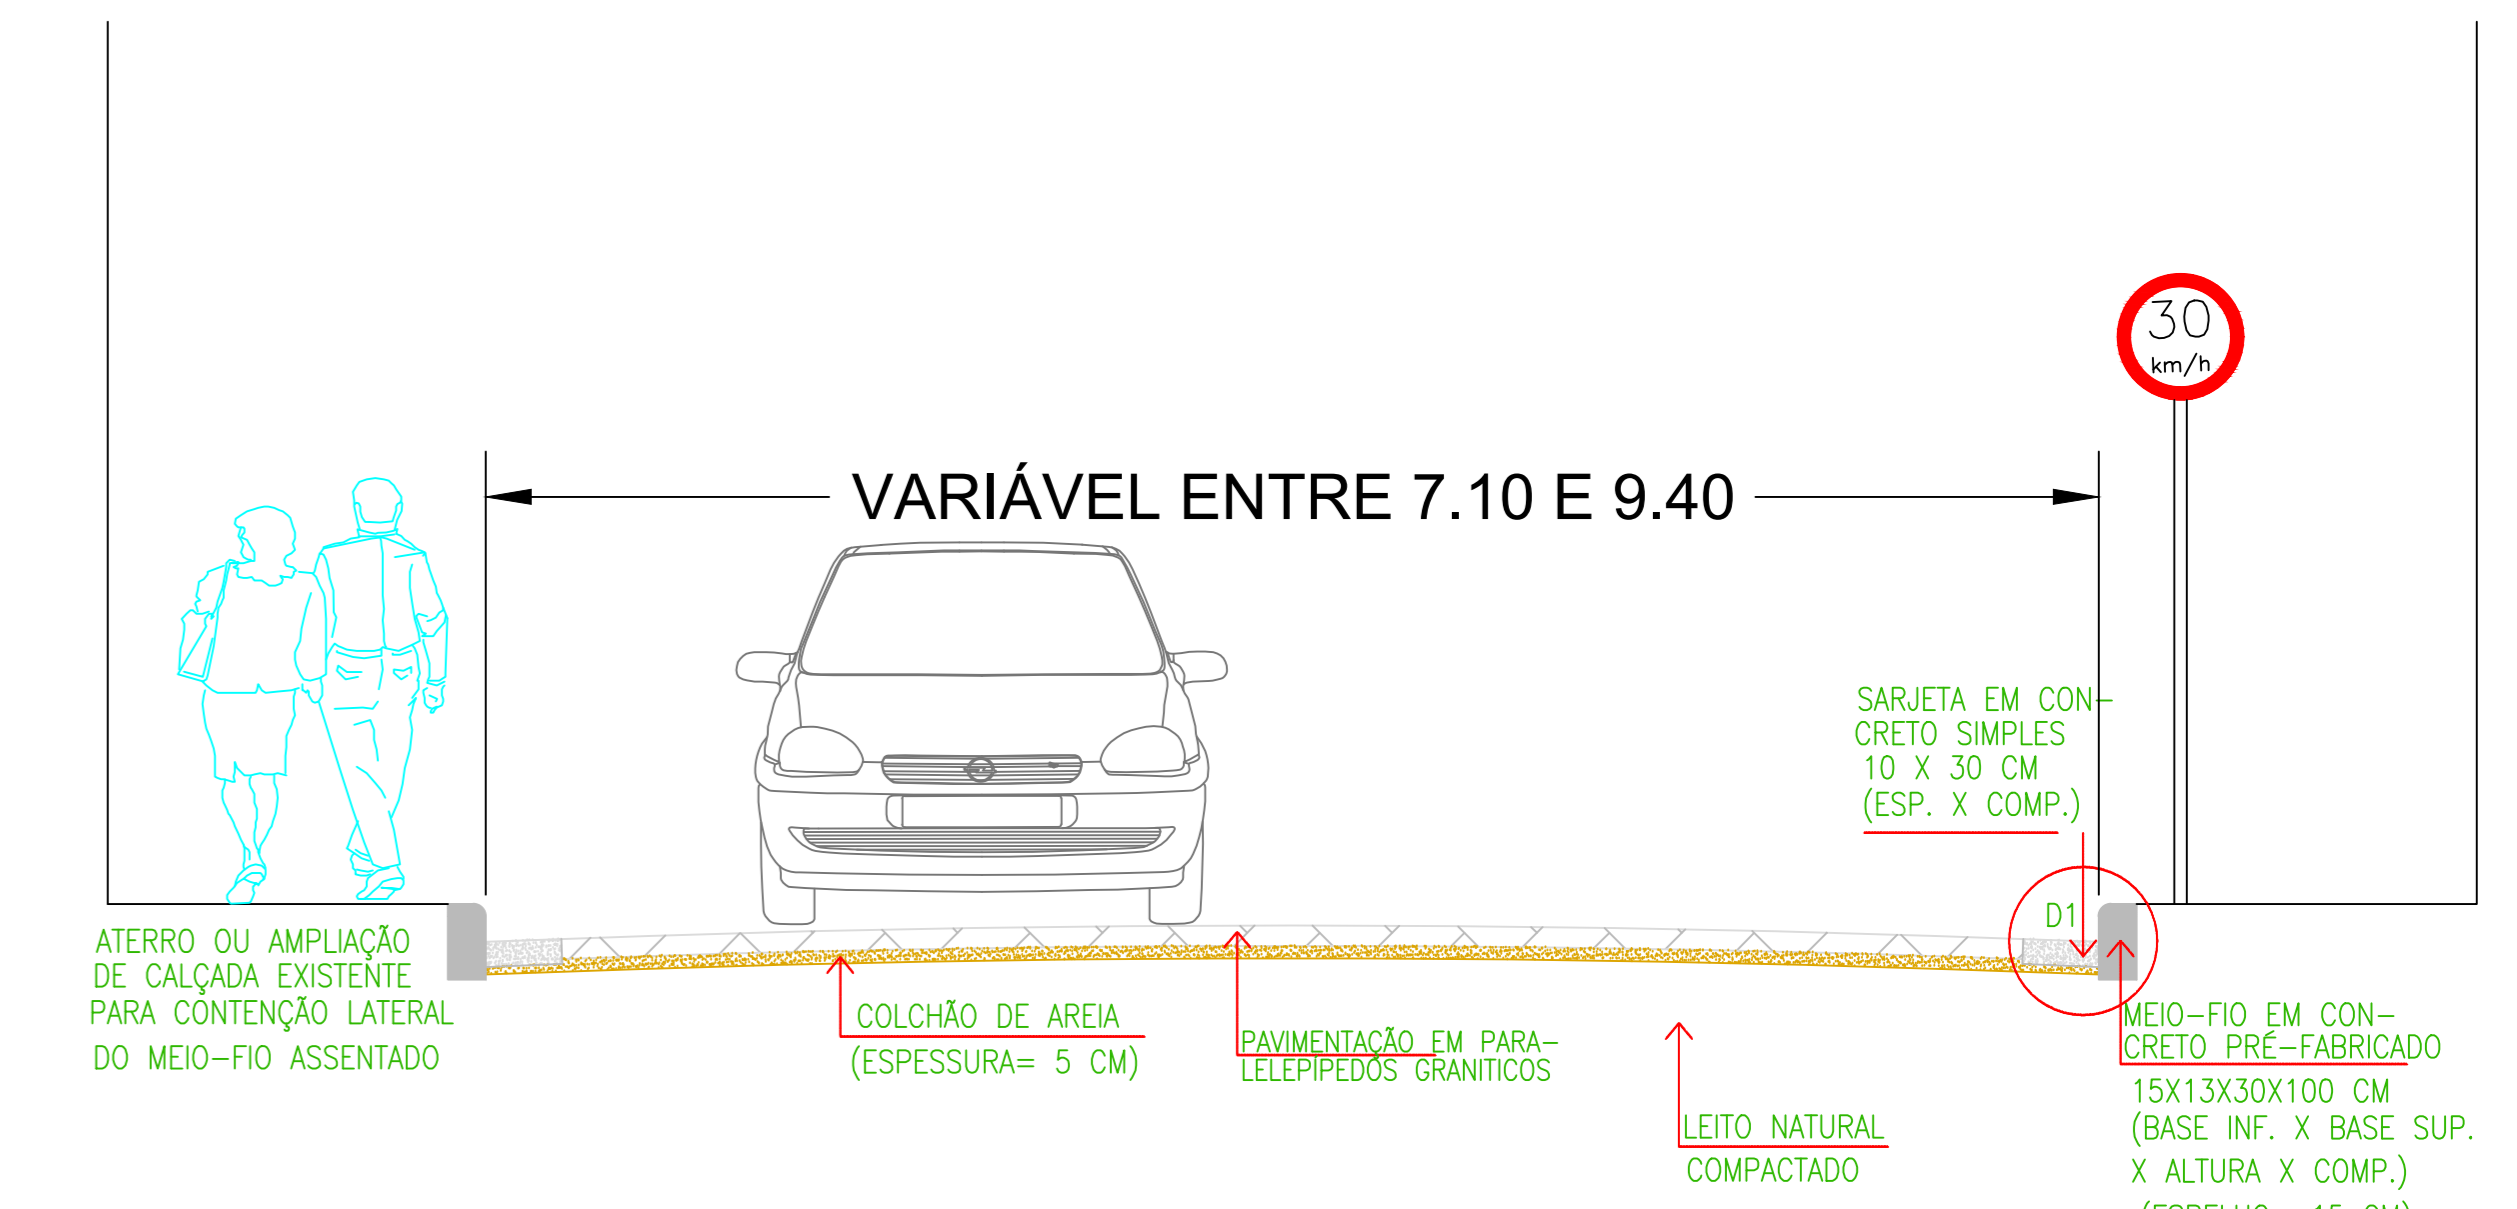 30
km/h
VARIÁVEL ENTRE 7.10 E 9.40
SARJETA EM CON-
CRETO SIMPLES
10 X 30 CM
(ESP. X COMP.)
D1
ATERRO OU AMPLIAÇÃO
DE CALÇADA EXISTENTE
PARA CONTENÇÃO LATERAL
DO MEIO-FIO ASSENTADO
COLCHÃO DE AREIA
(ESPESSURA= 5 CM)
PAVIMENTAÇÃO EM PARA-
LELEPÍPEDOS GRANITICOS
LEITO NATURAL
COMPACTADO
MEIO-FIO EM CON-
CRETO PRÉ-FABRICADO
15X13X30X100 CM
(BASE INF. X BASE SUP.
X ALTURA X COMP.)